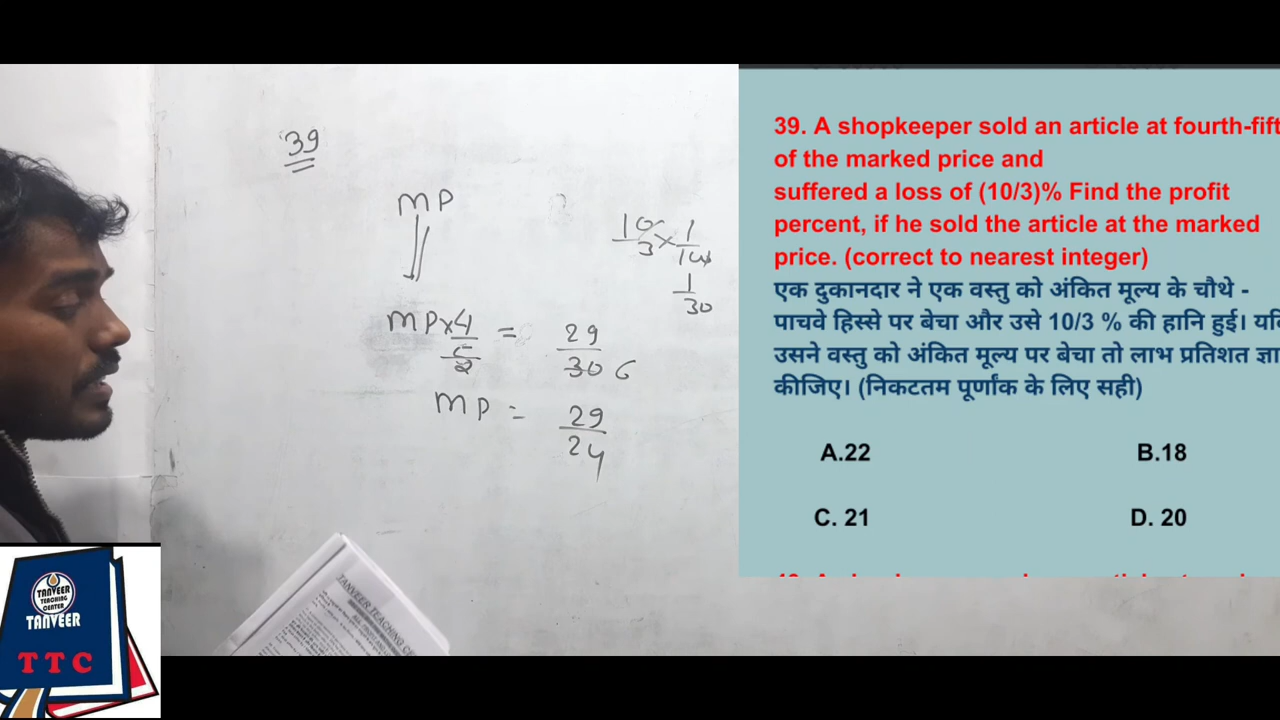 39
MP
10/3 × 1/100
1/30
MP × 4/5 = 29/30
6
MP = 29/24
39. A shopkeeper sold an article at fourth-fift
of the marked price and
suffered a loss of (10/3)% Find the profit
percent, if he sold the article at the marked
price. (correct to nearest integer)
एक दुकानदार ने एक वस्तु को अंकित मूल्य के चौथे -
पाचवे हिस्से पर बेचा और उसे 10/3 % की हानि हुई। यदि
उसने वस्तु को अंकित मूल्य पर बेचा तो लाभ प्रतिशत ज्ञा
कीजिए। (निकटतम पूर्णांक के लिए सही)
A.22
B.18
C. 21
D. 20
TANVEER TEACHING CE
TANVEER
TEACHING
CENTER
TANVEER
TTC